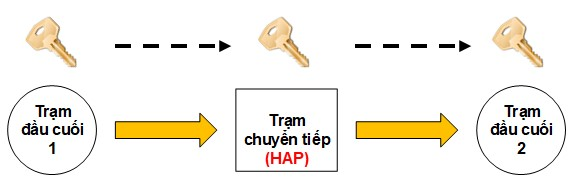 Trạm
đầu cuối
1
Trạm
chuyển tiếp
(HAP)
Trạm
đầu cuối
2